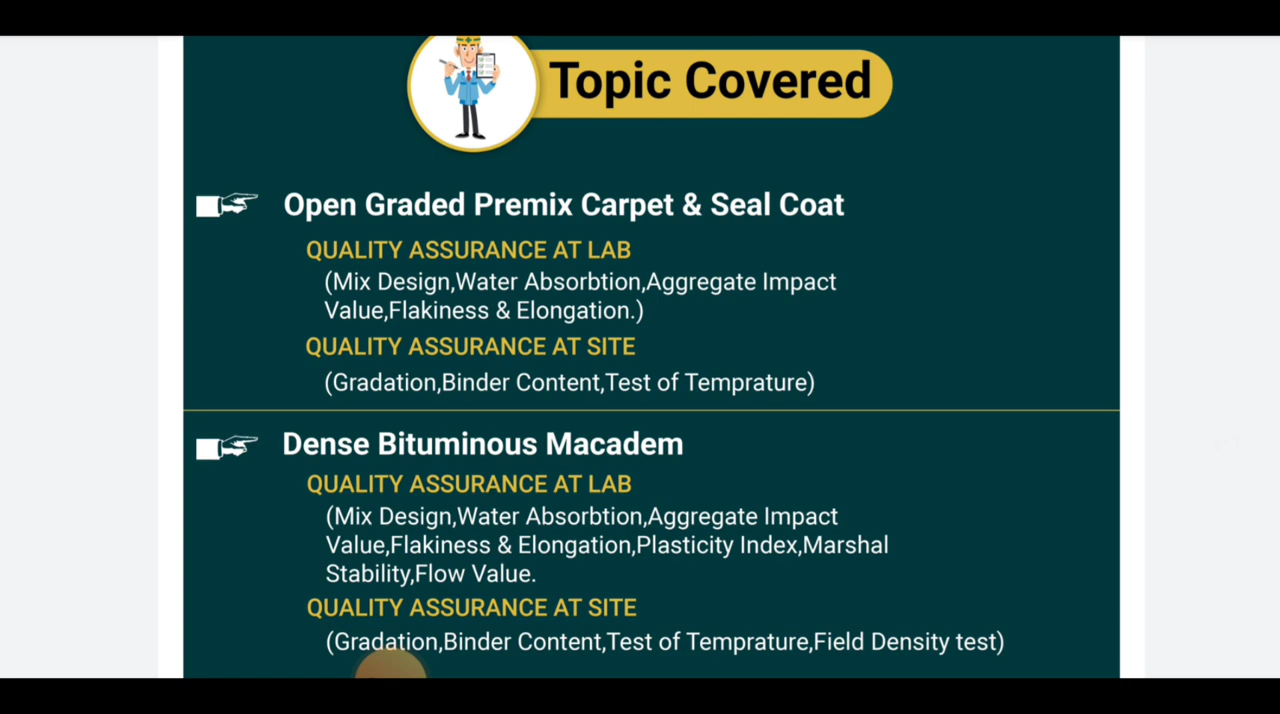 Topic Covered
Open Graded Premix Carpet & Seal Coat
QUALITY ASSURANCE AT LAB
(Mix Design,Water Absorbtion,Aggregate Impact
Value,Flakiness & Elongation.)
QUALITY ASSURANCE AT SITE
(Gradation,Binder Content,Test of Temprature)
Dense Bituminous Macadem
QUALITY ASSURANCE AT LAB
(Mix Design,Water Absorbtion,Aggregate Impact
Value,Flakiness & Elongation,Plasticity Index,Marshal
Stability,Flow Value.
QUALITY ASSURANCE AT SITE
(Gradation,Binder Content,Test of Temprature,Field Density test)